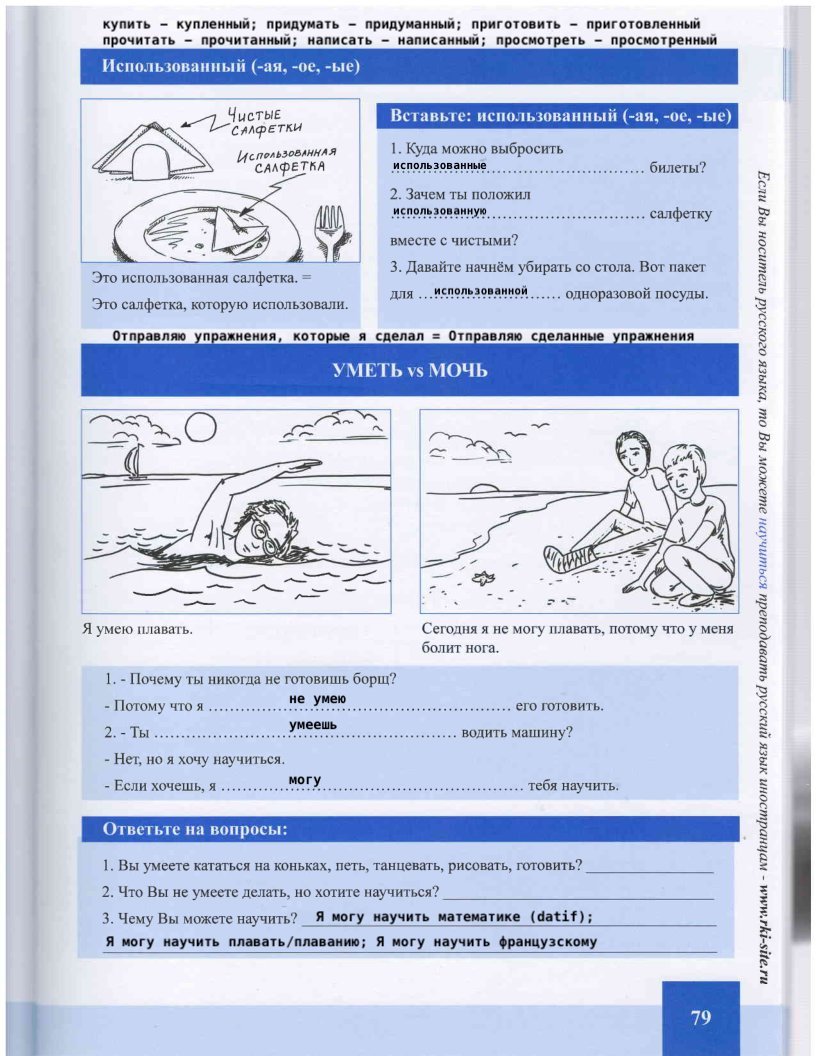 купить – купленный; придумать – придуманный; приготовить – приготовленный
прочитать – прочитанный; написать – написанный; просмотреть – просмотренный
Использованный (-ая, -ое, -ые)
Чистые
салфетки
Использованная
салфетка
Это использованная салфетка. =
Это салфетка, которую использовали.
Вставьте: использованный (-ая, -ое, -ые)
1. Куда можно выбросить
использованные билеты?
2. Зачем ты положил
использованную салфетку
вместе с чистыми?
3. Давайте начнём убирать со стола. Вот пакет
для использованной одноразовой посуды.
Отправляю упражнения, которые я сделал = Отправляю сделанные упражнения
УМЕТЬ vs МОЧЬ
Я умею плавать.
Сегодня я не могу плавать, потому что у меня
болит нога.
1. - Почему ты никогда не готовишь борщ?
- Потому что я не умею его готовить.
2. - Ты умеешь водить машину?
- Нет, но я хочу научиться.
- Если хочешь, я могу тебя научить.
Ответьте на вопросы:
1. Вы умеете кататься на коньках, петь, танцевать, рисовать, готовить?
2. Что Вы не умеете делать, но хотите научиться?
3. Чему Вы можете научить? Я могу научить математике (datif);
Я могу научить плавать/плаванию; Я могу научить французскому
Если Вы носитель русского языка, то Вы можете научиться преподавать русский язык иностранцам - www.rki-site.ru
79